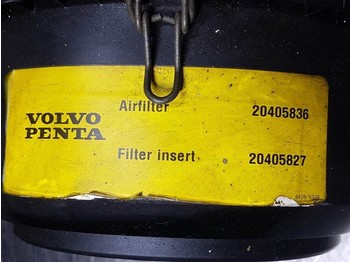 VOLVO
PENTA
Airfilter 20405836
Filter insert 20405827